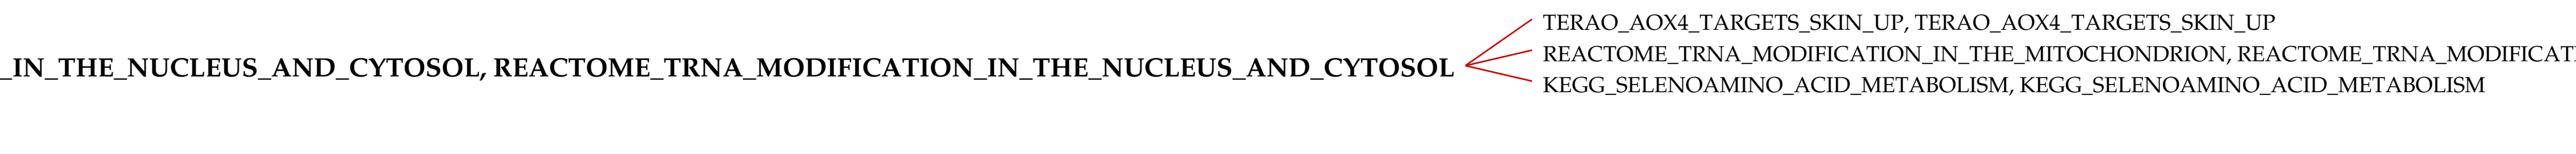 _IN_THE_NUCLEUS_AND_CYTOSOL, REACTOME_TRNA_MODIFICATION_IN_THE_NUCLEUS_AND_CYTOSOL
TERAO_AOX4_TARGETS_SKIN_UP, TERAO_AOX4_TARGETS_SKIN_UP
REACTOME_TRNA_MODIFICATION_IN_THE_MITOCHONDRION, REACTOME_TRNA_MODIFICAT
KEGG_SELENOAMINO_ACID_METABOLISM, KEGG_SELENOAMINO_ACID_METABOLISM